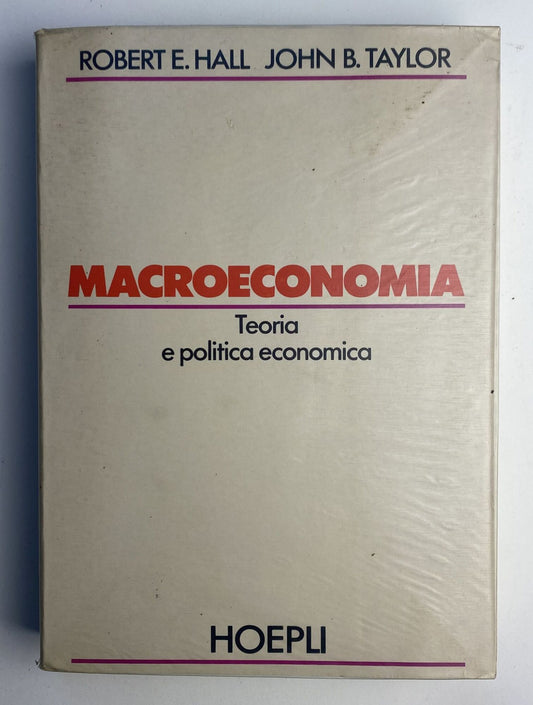 ROBERT E. HALL JOHN B. TAYLOR
MACROECONOMIA
Teoria
e politica economica
HOEPLI